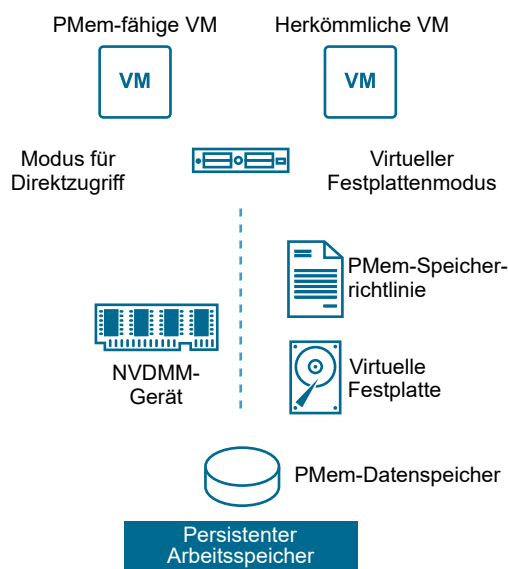 PMem-fähige VM
Herkömmliche VM
VM
VM
Modus für
Direktzugriff
Virtueller
Festplattenmodus
PMem-Speicher-
richtlinie
NVDMM-
Gerät
Virtuelle
Festplatte
PMem-Datenspeicher
Persistenter
Arbeitsspeicher